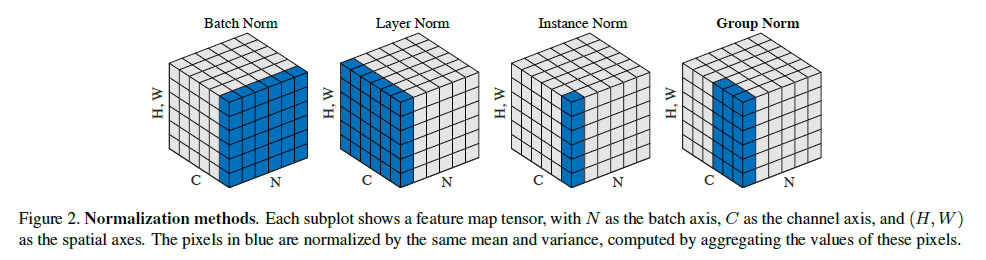 Batch Norm
Layer Norm
Instance Norm
Group Norm
H, W
H, W
H, W
H, W
C
N
C
N
C
N
C
N
Figure 2. Normalization methods. Each subplot shows a feature map tensor, with N as the batch axis, C as the channel axis, and (H, W)
as the spatial axes. The pixels in blue are normalized by the same mean and variance, computed by aggregating the values of these pixels.